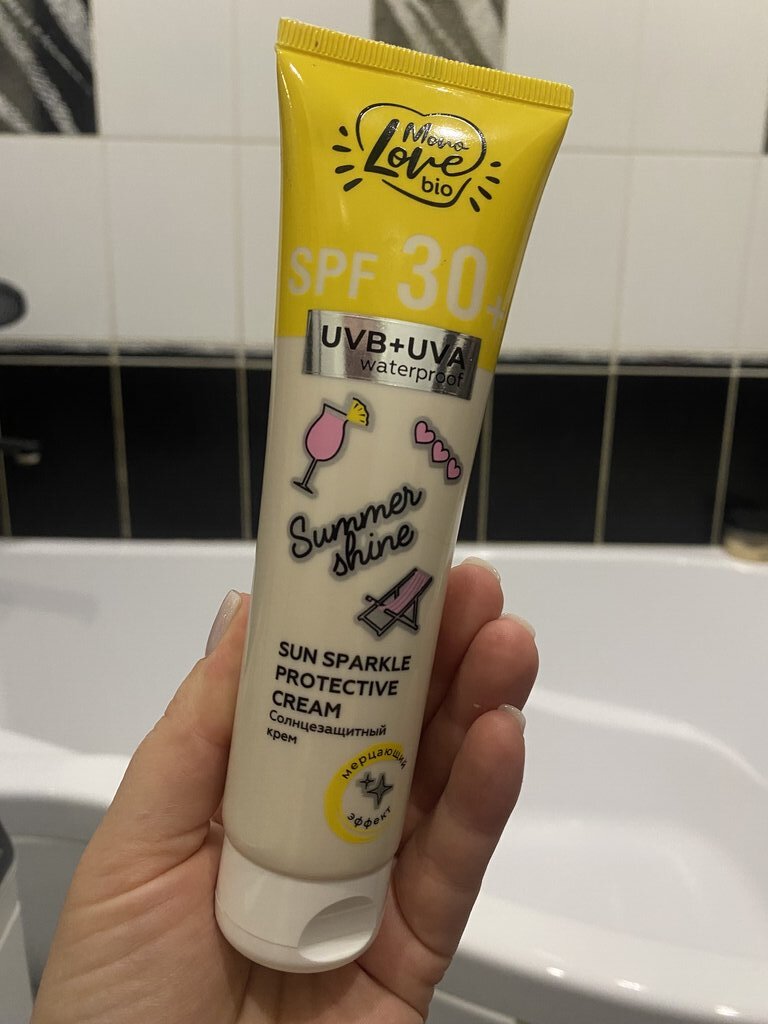 Mono
Love
bio
SPF 30+
UVB+UVA
waterproof
Summer
shine
SUN SPARKLE
PROTECTIVE
CREAM
Солнцезащитный
крем
мерцающий
эффект